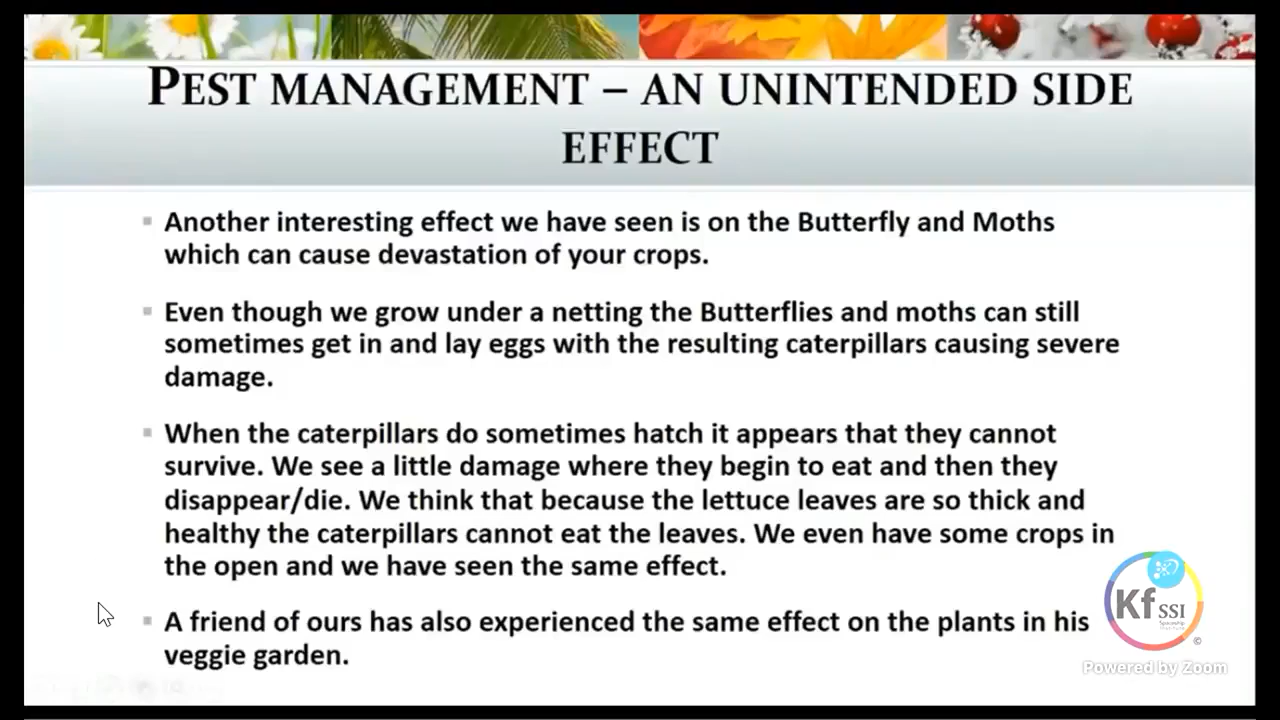 PEST MANAGEMENT – AN UNINTENDED SIDE
EFFECT
Another interesting effect we have seen is on the Butterfly and Moths
which can cause devastation of your crops.
Even though we grow under a netting the Butterflies and moths can still
sometimes get in and lay eggs with the resulting caterpillars causing severe
damage.
When the caterpillars do sometimes hatch it appears that they cannot
survive. We see a little damage where they begin to eat and then they
disappear/die. We think that because the lettuce leaves are so thick and
healthy the caterpillars cannot eat the leaves. We even have some crops in
the open and we have seen the same effect.
A friend of ours has also experienced the same effect on the plants in his
veggie garden.
Kf SSI
©
Powered by Zoom